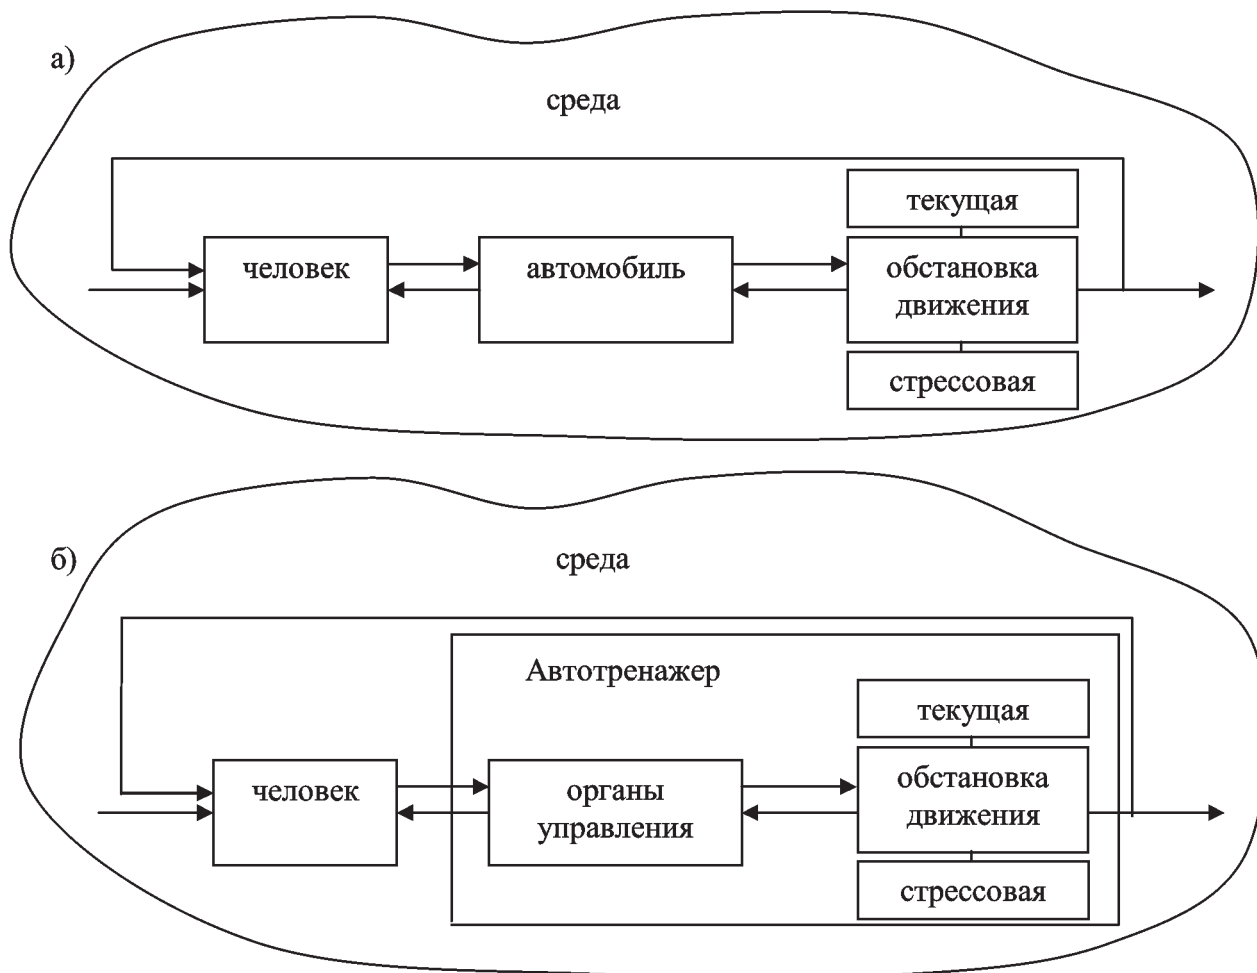 а)
среда
текущая
человек
автомобиль
обстановка
движения
стрессовая
б)
среда
Автотренажер
текущая
человек
органы
управления
обстановка
движения
стрессовая